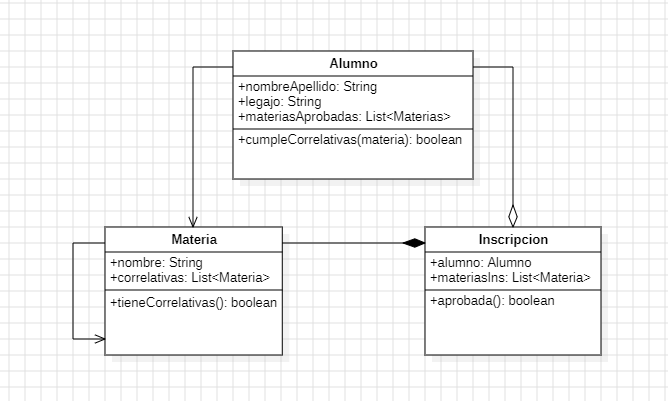 Alumno
+nombreApellido: String
+legajo: String
+materiasAprobadas: List<Materias>
+cumpleCorrelativas(materia): boolean
Materia
+nombre: String
+correlativas: List<Materia>
+tieneCorrelativas(): boolean
Inscripcion
+alumno: Alumno
+materiasIns: List<Materia>
+aprobada(): boolean